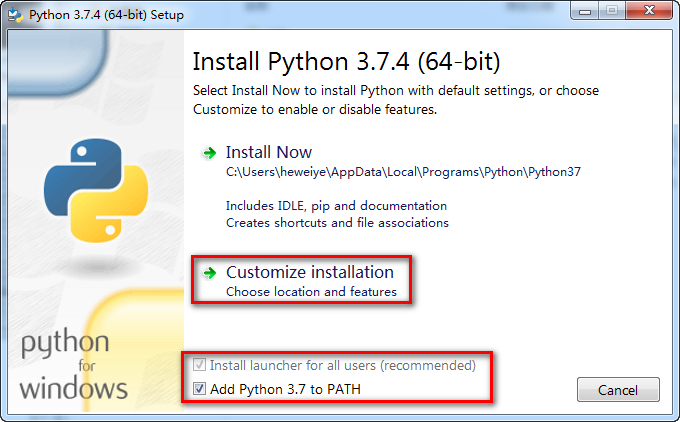 Python 3.7.4 (64-bit) Setup
Install Python 3.7.4 (64-bit)
Select Install Now to install Python with default settings, or choose
Customize to enable or disable features.
Install Now
C:\Users\heweiye\AppData\Local\Programs\Python\Python37
Includes IDLE, pip and documentation
Creates shortcuts and file associations
Customize installation
Choose location and features
python
for
windows
Install launcher for all users (recommended)
Add Python 3.7 to PATH
Cancel